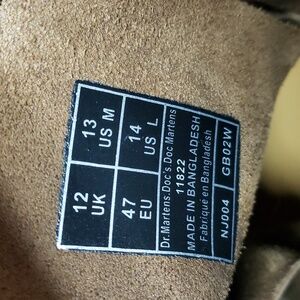 13
US M
14
US L
12
UK
47
EU
Dr.Martens Doc's.Doc Martens
11822
MADE IN BANGLADESH
Fabriqué en Bangladesh
NJ004
GB02W